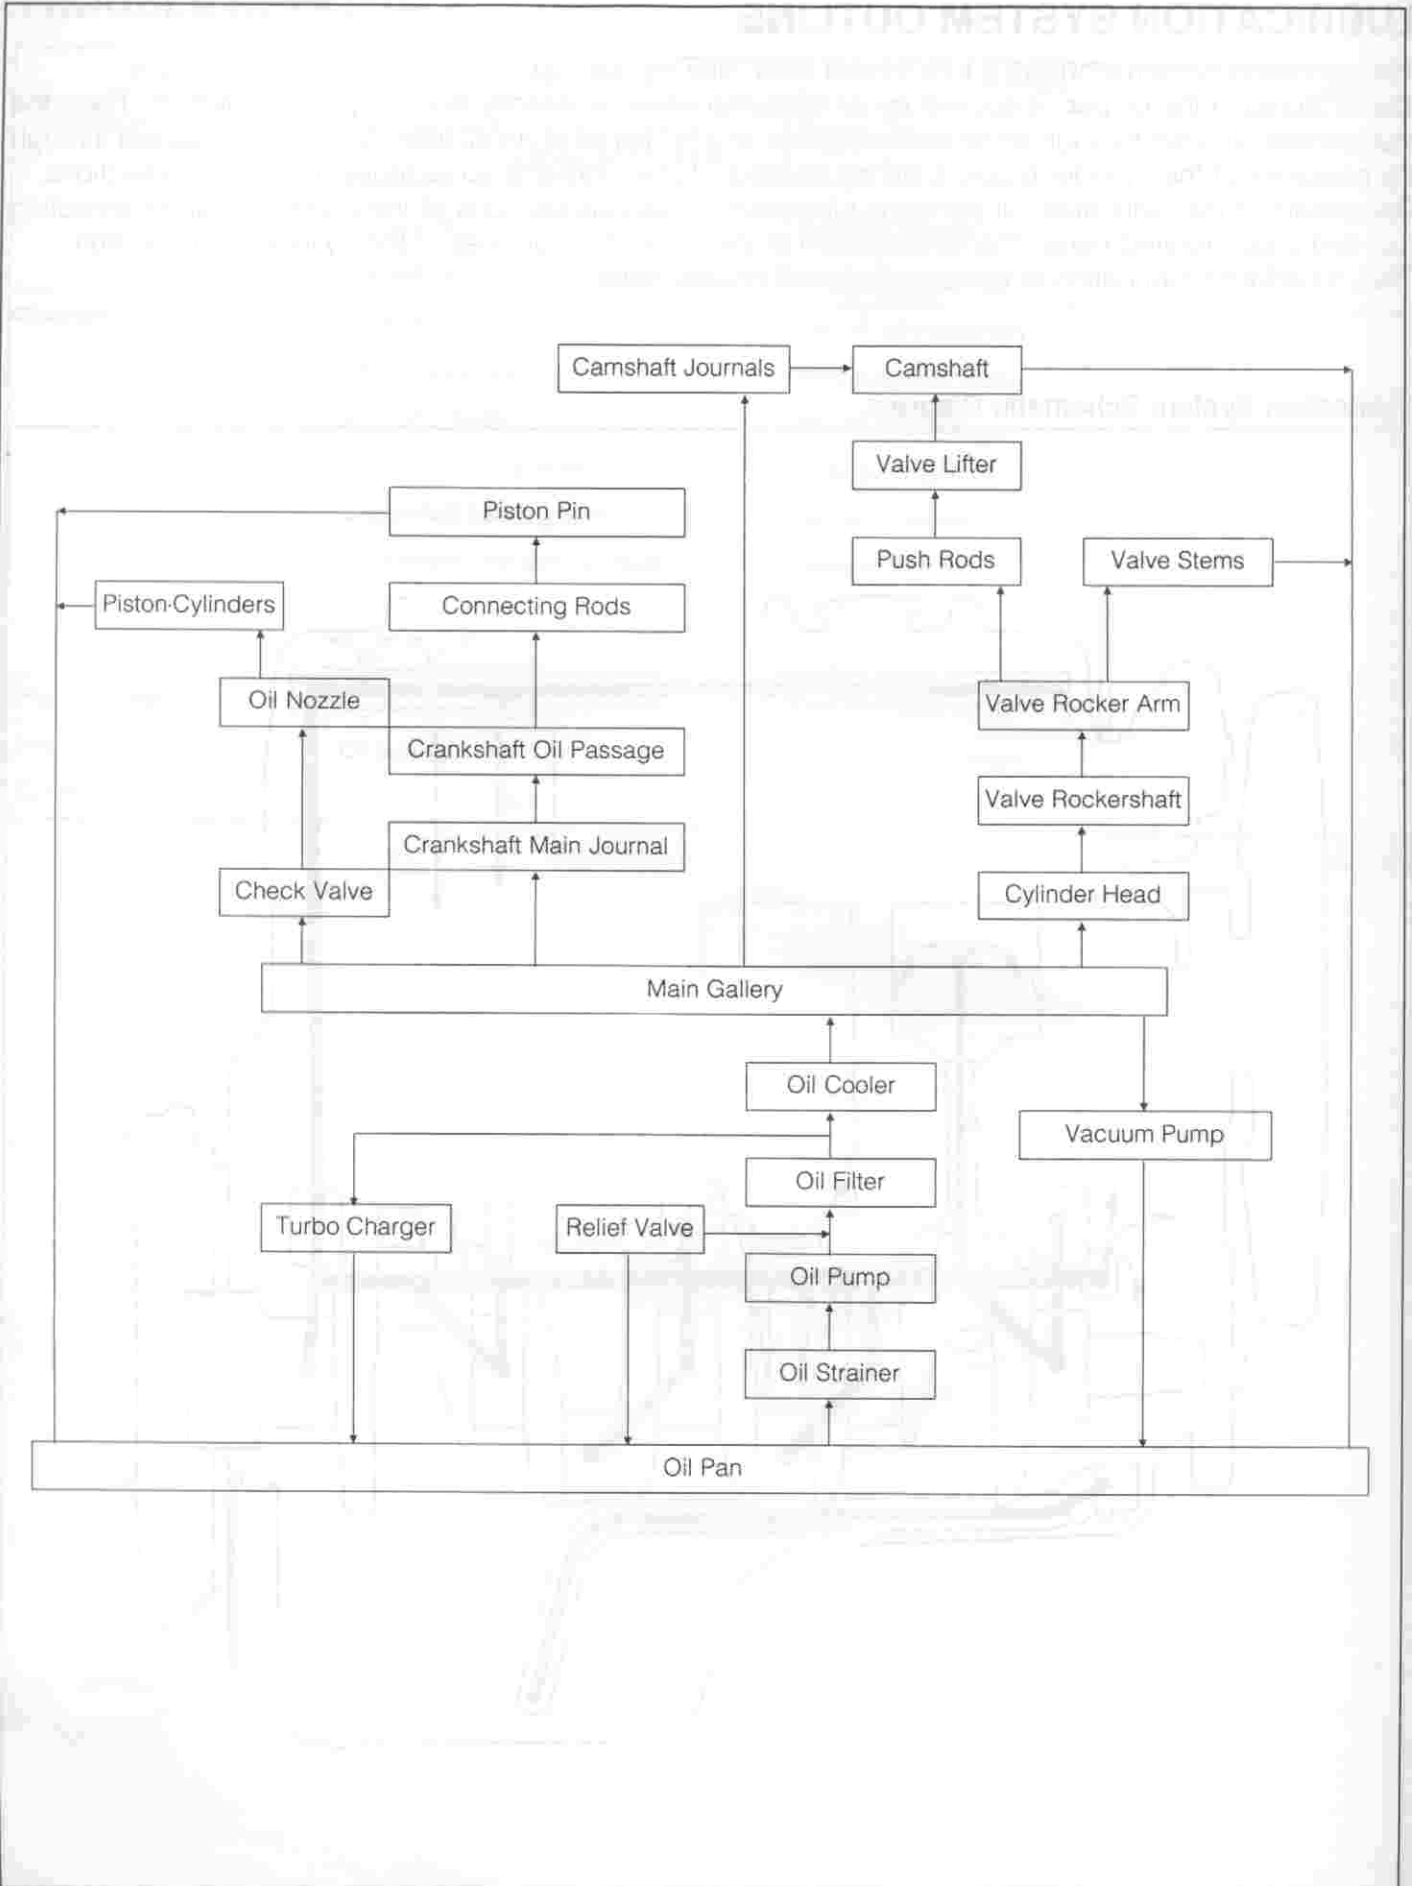 Camshaft Journals
Camshaft
Valve Lifter
Piston Pin
Push Rods
Valve Stems
Piston·Cylinders
Connecting Rods
Oil Nozzle
Valve Rocker Arm
Crankshaft Oil Passage
Valve Rockershaft
Crankshaft Main Journal
Check Valve
Cylinder Head
Main Gallery
Oil Cooler
Vacuum Pump
Oil Filter
Turbo Charger
Relief Valve
Oil Pump
Oil Strainer
Oil Pan